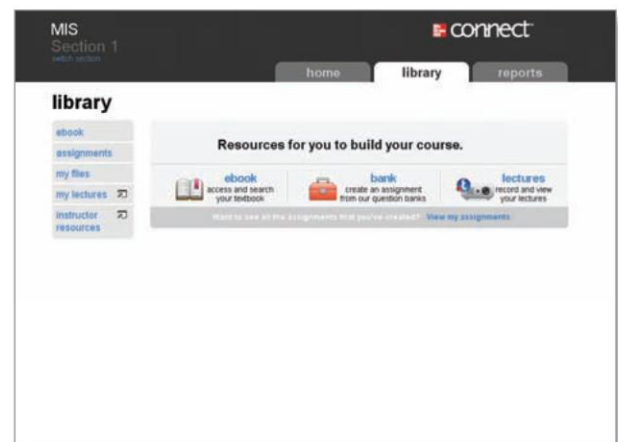 MIS
Section 1
switch section
connect
home
library
reports
library
ebook
assignments
my files
my lectures
instructor
resources
Resources for you to build your course.
ebook
access and search
your textbook
bank
create an assignment
from our question banks
lectures
record and view
your lectures
Want to see all the assignments that you've created? View my assignments